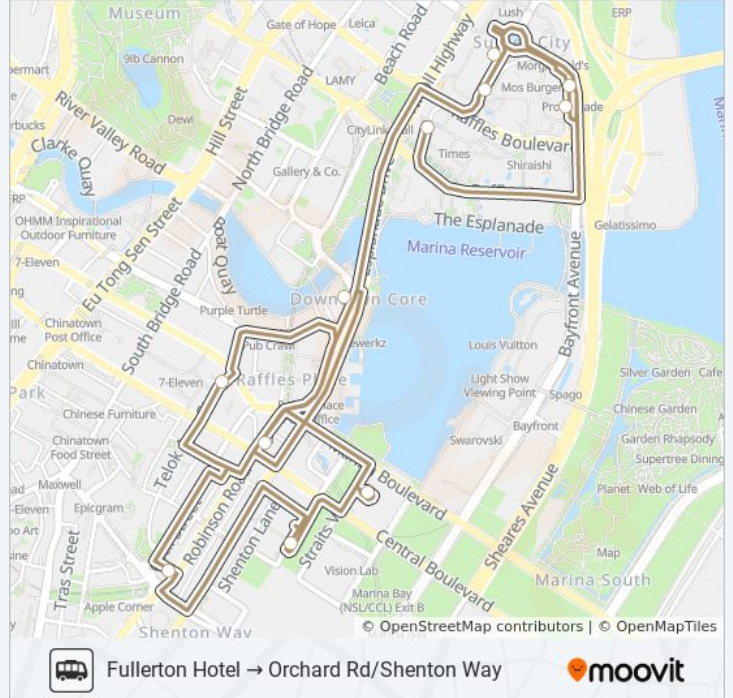 Lush
ERP
Museum
Gate of Hope
Leica
Beach Road
Highway
City
9lb Cannon
LAMY
Mos Burger
River Valley Road
Dewi
Hill Street
North Bridge Road
CityLink
Raffles Boulevard
Clarke Quay
Times
Shiraishi
Gallery & Co.
ERP
OHMM Inspirational
Outdoor Furniture
Eu Tong Sen Street
Boat Quay
The Esplanade
Gelatissimo
Marina Reservoir
7-Eleven
South Bridge Road
Purple Turtle
Core
Bayfront Avenue
Chinatown
Post Office
Pub Crawl
Louis Vuitton
Chinatown
7-Eleven
Raffles Place
Light Show
Viewing Point
Silver Garden
Cafe
Park
Spago
Chinese Furniture
Chinese Garden
Chinatown
Food Street
Telok
Swarovski
Bayfront
Garden Rhapsody
Supertree Dining
Maxwell
Robinson Road
Boulevard
Planet
Web of Life
-Eleven
Epicgram
Sheares Avenue
Tras Street
Shenton Lane
Straits V
Central Boulevard
Map
Vision Lab
Marina South
Apple Corner
Marina Bay
(NSL/CCL) Exit B
Shenton Way
© OpenStreetMap contributors | © OpenMapTiles
Fullerton Hotel → Orchard Rd/Shenton Way
moovit